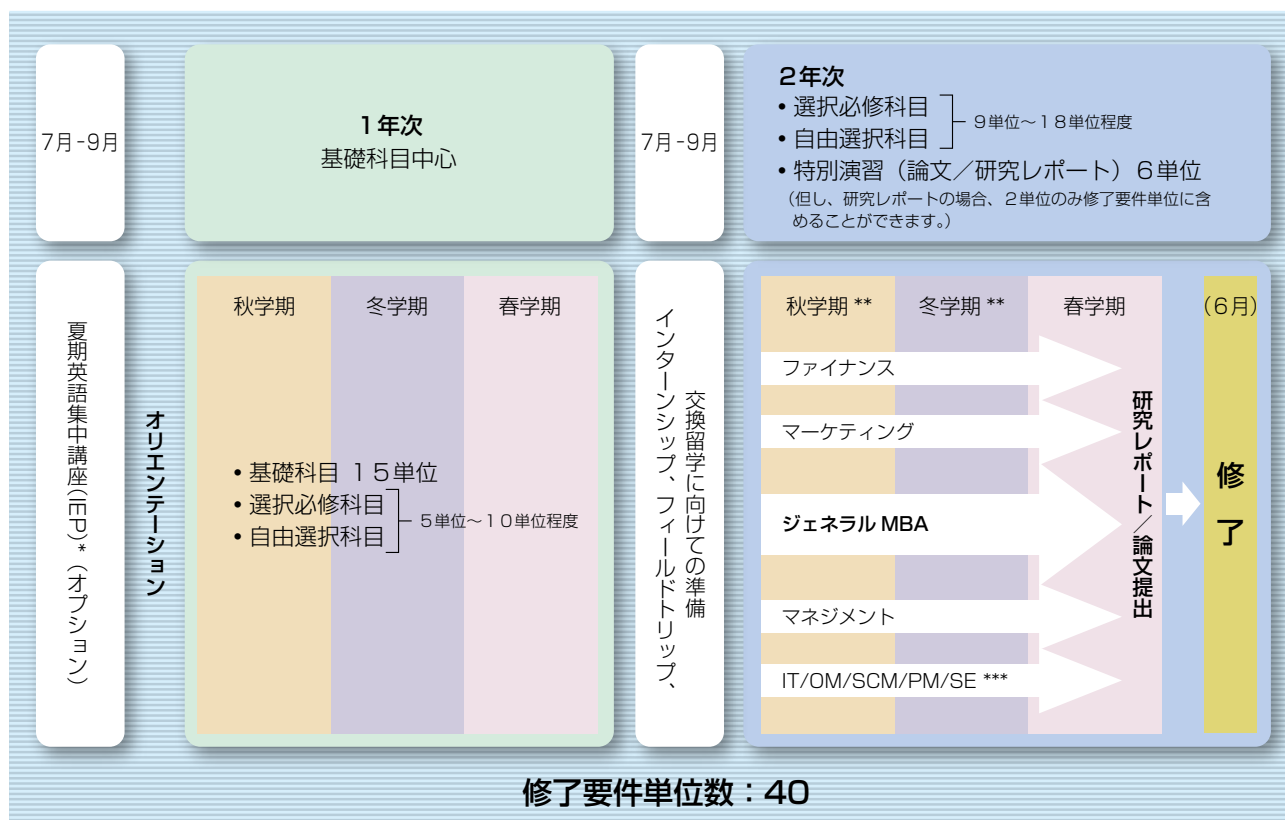 7月-9月
1年次
基礎科目中心
7月-9月
2年次
• 選択必修科目
• 自由選択科目
9単位〜18単位程度
• 特別演習（論文／研究レポート）6単位
（但し、研究レポートの場合、2単位のみ修了要件単位に含
めることができます。）
夏期英語集中講座(IEP)*（オプション）
オリエンテーション
秋学期
冬学期
春学期
• 基礎科目 15単位
• 選択必修科目
• 自由選択科目
5単位〜10単位程度
交換留学に向けての準備
インターンシップ、フィールドトリップ、
秋学期 **
冬学期 **
春学期
(6月)
ファイナンス
マーケティング
ジェネラル MBA
マネジメント
IT/OM/SCM/PM/SE ***
研究レポート／論文提出
修了
修了要件単位数：40